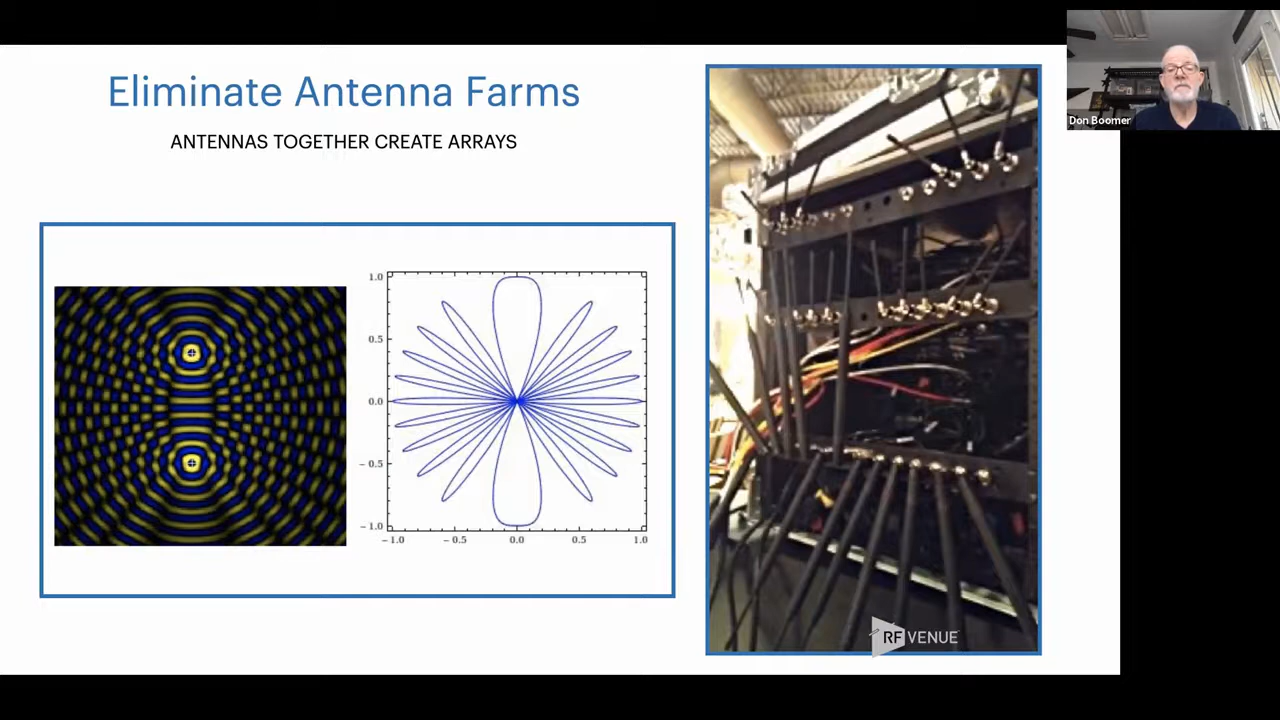 Eliminate Antenna Farms
ANTENNAS TOGETHER CREATE ARRAYS
Don Boomer
1.0
0.5
0.0
-0.5
-1.0
-1.0
-0.5
0.0
0.5
1.0
RF VENUE